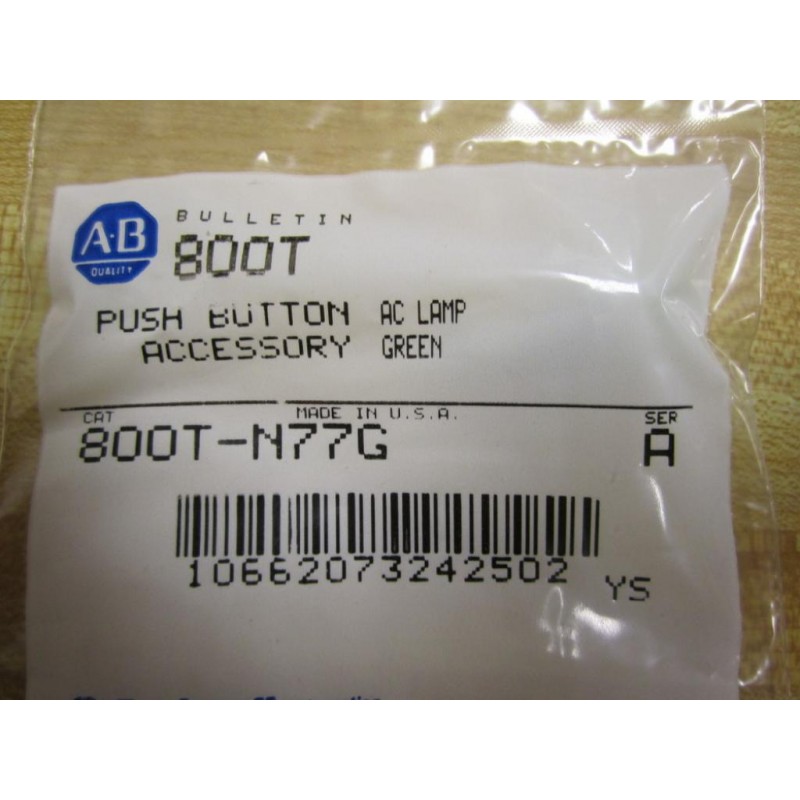 A·B
QUALITY
BULLETIN
800T
PUSH BUTTON AC LAMP
ACCESSORY GREEN
CAT MADE IN U.S.A. SER
800T-N77G A
10662073242502 YS